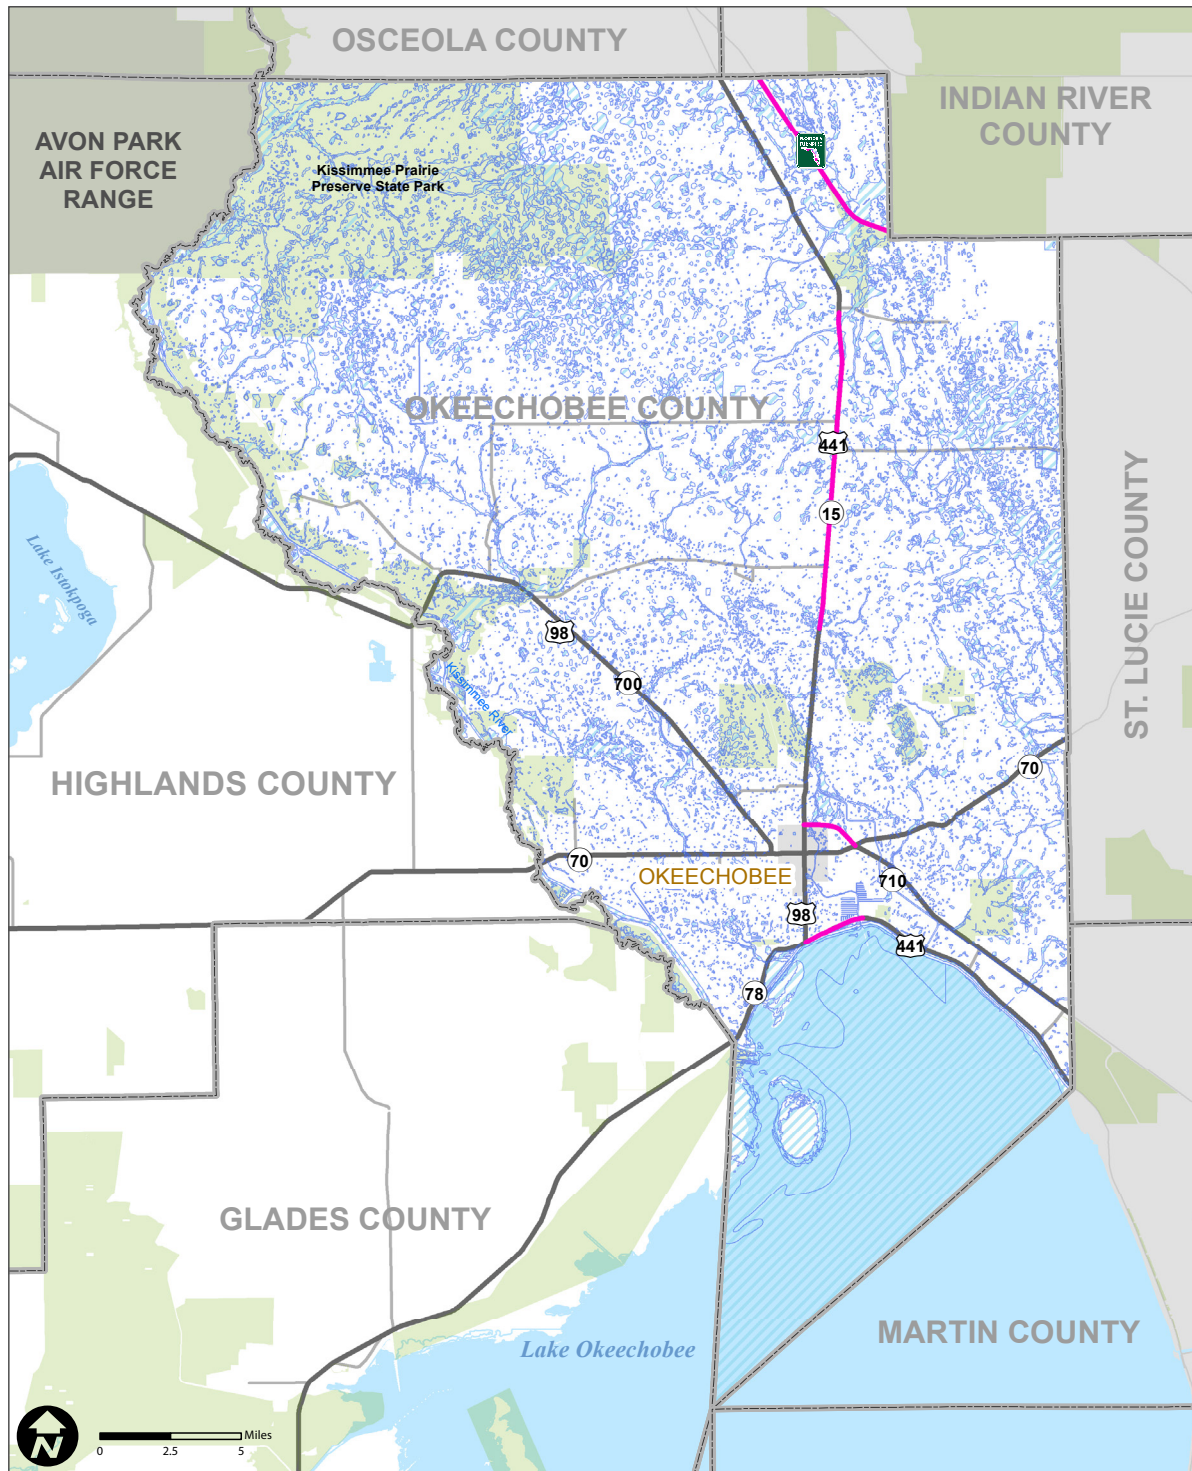 OSCEOLA COUNTY
INDIAN RIVER
COUNTY
AVON PARK
AIR FORCE
RANGE
Kissimmee Prairie
Preserve State Park
OKEECHOBEE COUNTY
441
15
Lake Istokpoga
ST. LUCIE COUNTY
98
700
Kissimmee River
HIGHLANDS COUNTY
70
70
OKEECHOBEE
710
98
441
78
GLADES COUNTY
MARTIN COUNTY
Lake Okeechobee
N
Miles
0 2.5 5